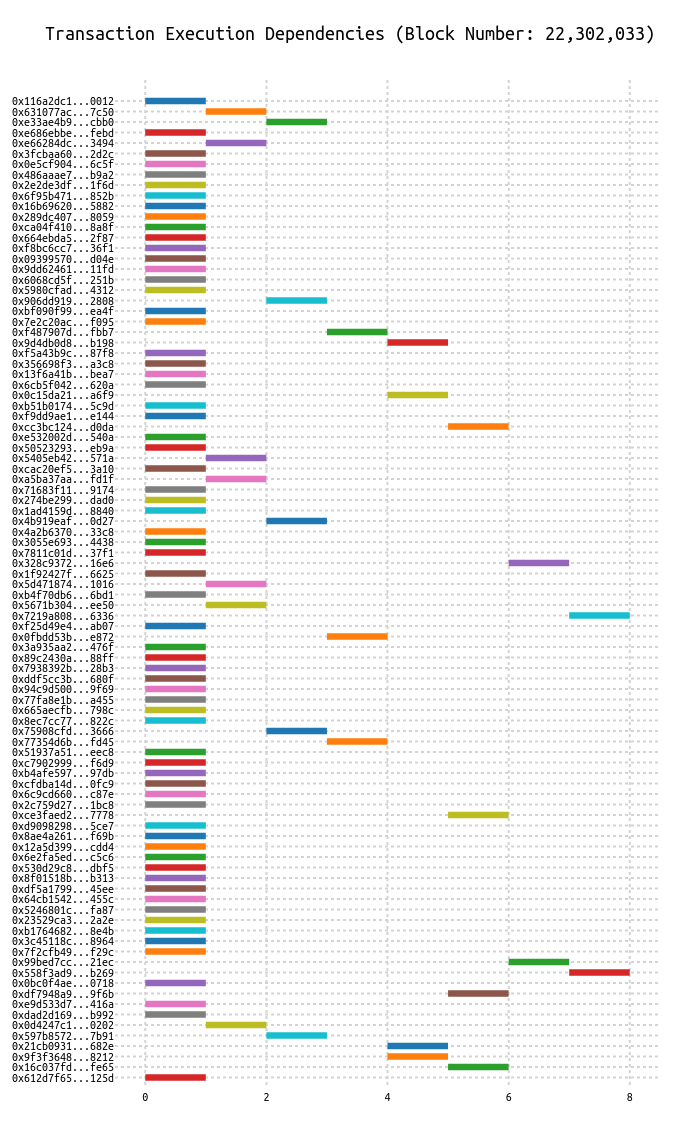 Transaction Execution Dependencies (Block Number: 22,302,033)
0x116a2dc1...0012
0x631077ac...7c50
0xe33ae4b9...cbb0
0xe686ebbe...febd
0xe66284dc...3494
0x3fcbaa60...2d2c
0x0e5cf904...6c5f
0x486aaae7...b9a2
0x2e2de3df...1f6d
0x6f95b471...852b
0x16b69620...5882
0x289dc407...8059
0xca04f410...8a8f
0x664ebda5...2f87
0xf8bc6cc7...36f1
0x09399570...d04e
0x9dd62461...11fd
0x6068cd5f...251b
0x5980cfad...4312
0x906dd919...2808
0xbf090f99...ea4f
0x7e2c20ac...f095
0xf487907d...fbb7
0x9d4db0d8...b198
0xf5a43b9c...87f8
0x356698f3...a3c8
0x13f6a41b...bea7
0x6cb5f042...620a
0x0c15da21...a6f9
0xb51b0174...5c9d
0xf9dd9ae1...e144
0xcc3bc124...d0da
0xe532002d...540a
0x50523293...eb9a
0x5405eb42...571a
0xcac20ef5...3a10
0xa5ba37aa...fd1f
0x71683f11...9174
0x274be299...dad0
0x1ad4159d...8840
0x4b919eaf...0d27
0x4a2b6370...33c8
0x3055e693...4438
0x7811c01d...37f1
0x328c9372...16e6
0x1f92427f...6625
0x5d471874...1016
0xb4f70db6...6bd1
0x5671b304...ee50
0x7219a808...6336
0xf25d49e4...ab07
0x0fbdd53b...e872
0x3a935aa2...476f
0x89c2430a...88ff
0x7938392b...28b3
0xddf5cc3b...680f
0x94c9d500...9f69
0x77fa8e1b...a455
0x665aecfb...798c
0x8ec7cc77...822c
0x75908cfd...3666
0x77354d6b...fd45
0x51937a51...eec8
0xc7902999...f6d9
0xb4afe597...97db
0xcfdba14d...0fc9
0x6c9cd660...c87e
0x2c759d27...1bc8
0xce3faed2...7778
0xd9098298...5ce7
0x8ae4a261...f69b
0x12a5d399...cdd4
0x6e2fa5ed...c5c6
0x530d29c8...dbf5
0x8f01518b...b313
0xdf5a1799...45ee
0x64cb1542...455c
0x5246801c...fa87
0x23529ca3...2a2e
0xb1764682...8e4b
0x3c45118c...8964
0x7f2cfb49...f29c
0x99bed7cc...21ec
0x558f3ad9...b269
0x0bc0f4ae...0718
0xdf7948a9...9f6b
0xe9d533d7...416a
0xdad2d169...b992
0x0d4247c1...0202
0x597b8572...7b91
0x21cb0931...682e
0x9f3f3648...8212
0x16c037fd...fe65
0x612d7f65...125d
0 2 4 6 8